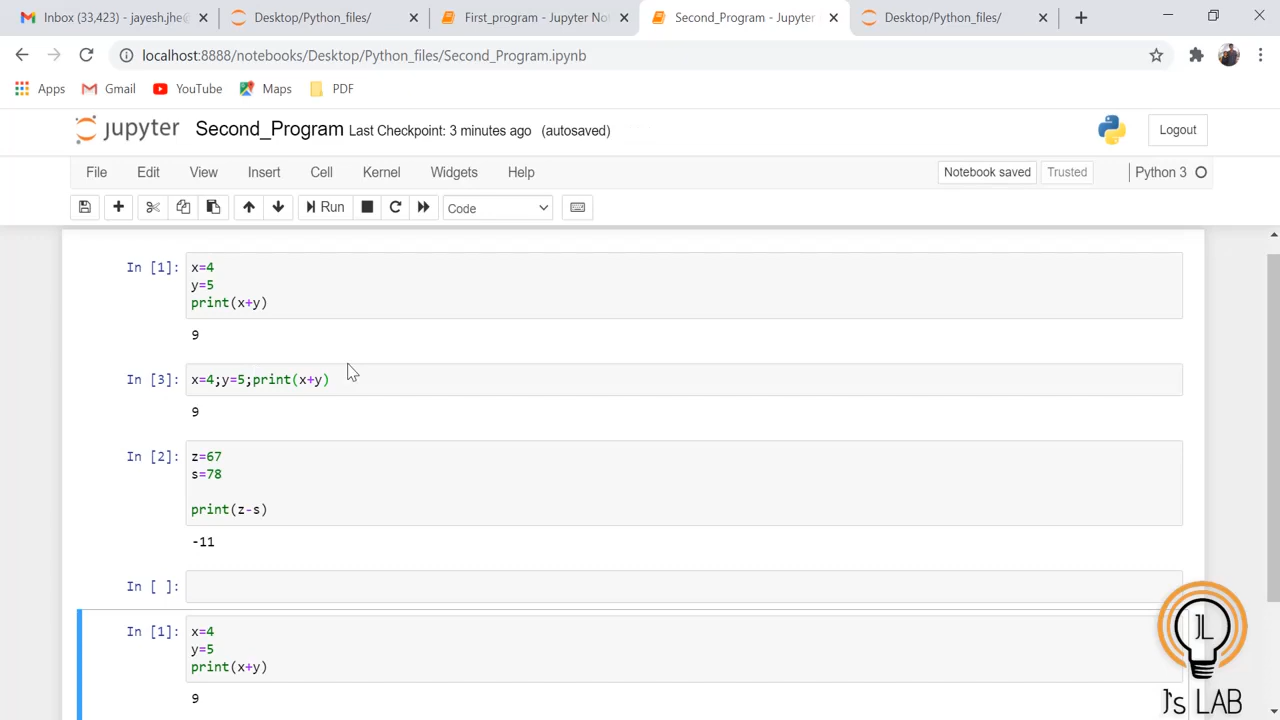 Inbox (33,423) - jayesh.jhe
Desktop/Python_files/
First_program - Jupyter No
Second_Program - Jupyter
Desktop/Python_files/
localhost:8888/notebooks/Desktop/Python_files/Second_Program.ipynb
Apps Gmail YouTube Maps PDF
jupyter Second_Program Last Checkpoint: 3 minutes ago (autosaved) Logout
File Edit View Insert Cell Kernel Widgets Help Notebook saved Trusted Python 3
Run Code
In [1]: x=4
y=5
print(x+y)
9
In [3]: x=4;y=5;print(x+y)
9
In [2]: z=67
s=78
print(z-s)
-11
In [ ]:
In [1]: x=4
y=5
print(x+y)
9
JL
J's LAB